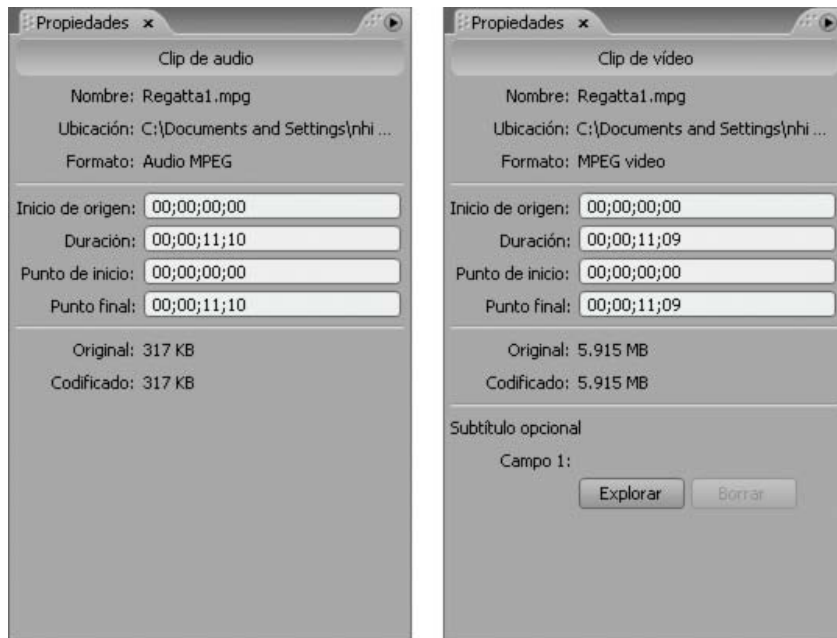 Propiedades x
Clip de audio
Nombre: Regatta1.mpg
Ubicación: C:\Documents and Settings\nhi ...
Formato: Audio MPEG
Inicio de origen: 00;00;00;00
Duración: 00;00;11;10
Punto de inicio: 00;00;00;00
Punto final: 00;00;11;10
Original: 317 KB
Codificado: 317 KB
Propiedades x
Clip de vídeo
Nombre: Regatta1.mpg
Ubicación: C:\Documents and Settings\nhi ...
Formato: MPEG video
Inicio de origen: 00;00;00;00
Duración: 00;00;11;09
Punto de inicio: 00;00;00;00
Punto final: 00;00;11;09
Original: 5.915 MB
Codificado: 5.915 MB
Subtítulo opcional
Campo 1:
Explorar Borrar